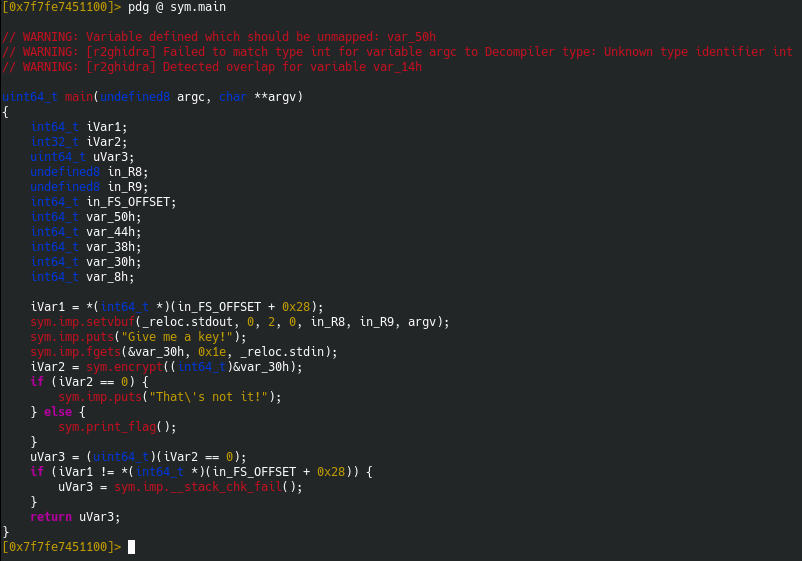 [0x7f7fe7451100]> pdg @ sym.main

// WARNING: Variable defined which should be unmapped: var_50h
// WARNING: [r2ghidra] Failed to match type int for variable argc to Decompiler type: Unknown type identifier int
// WARNING: [r2ghidra] Detected overlap for variable var_14h

uint64_t main(undefined8 argc, char **argv)
{
    int64_t iVar1;
    int32_t iVar2;
    uint64_t uVar3;
    undefined8 in_R8;
    undefined8 in_R9;
    int64_t in_FS_OFFSET;
    int64_t var_50h;
    int64_t var_44h;
    int64_t var_38h;
    int64_t var_30h;
    int64_t var_8h;

    iVar1 = *(int64_t *)(in_FS_OFFSET + 0x28);
    sym.imp.setvbuf(_reloc.stdout, 0, 2, 0, in_R8, in_R9, argv);
    sym.imp.puts("Give me a key!");
    sym.imp.fgets(&var_30h, 0x1e, _reloc.stdin);
    iVar2 = sym.encrypt((int64_t)&var_30h);
    if (iVar2 == 0) {
        sym.imp.puts("That\'s not it!");
    } else {
        sym.print_flag();
    }
    uVar3 = (uint64_t)(iVar2 == 0);
    if (iVar1 != *(int64_t *)(in_FS_OFFSET + 0x28)) {
        uVar3 = sym.imp.__stack_chk_fail();
    }
    return uVar3;
}
[0x7f7fe7451100]>